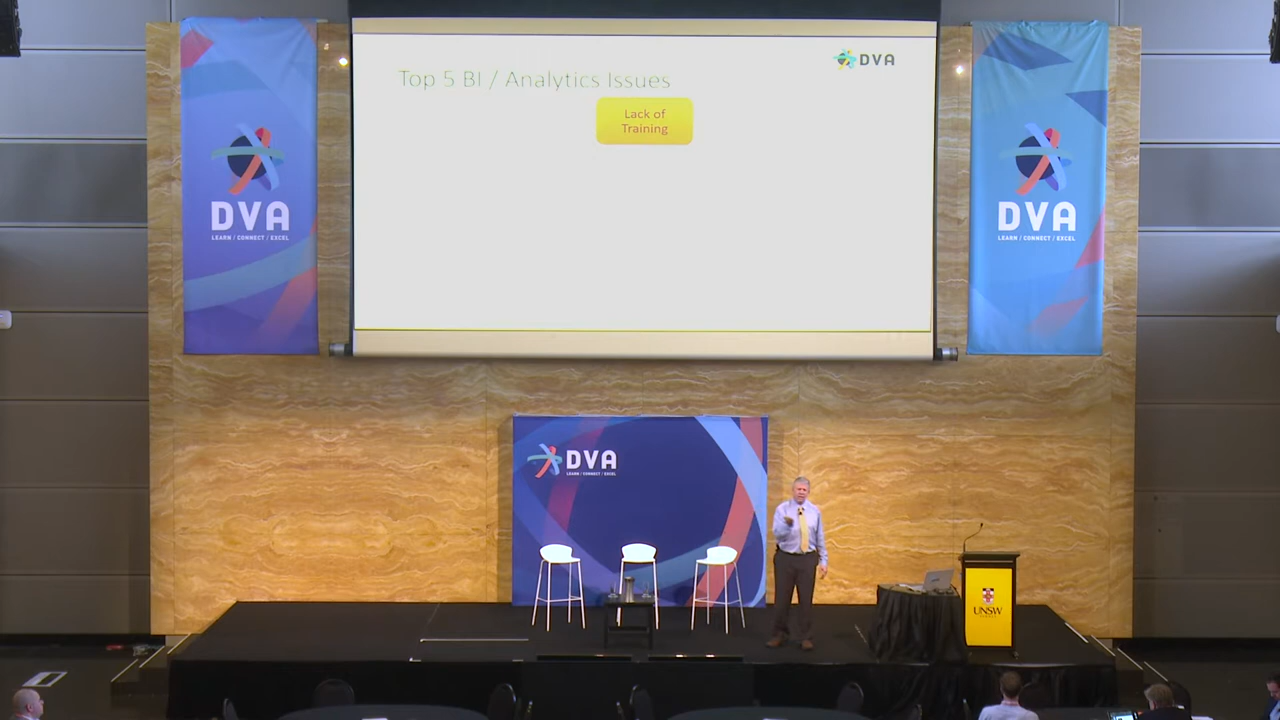 DVA
Top 5 BI / Analytics Issues
Lack of
Training
DVA
LEARN / CONNECT / EXCEL
DVA
LEARN / CONNECT / EXCEL
DVA
LEARN / CONNECT / EXCEL
UNSW